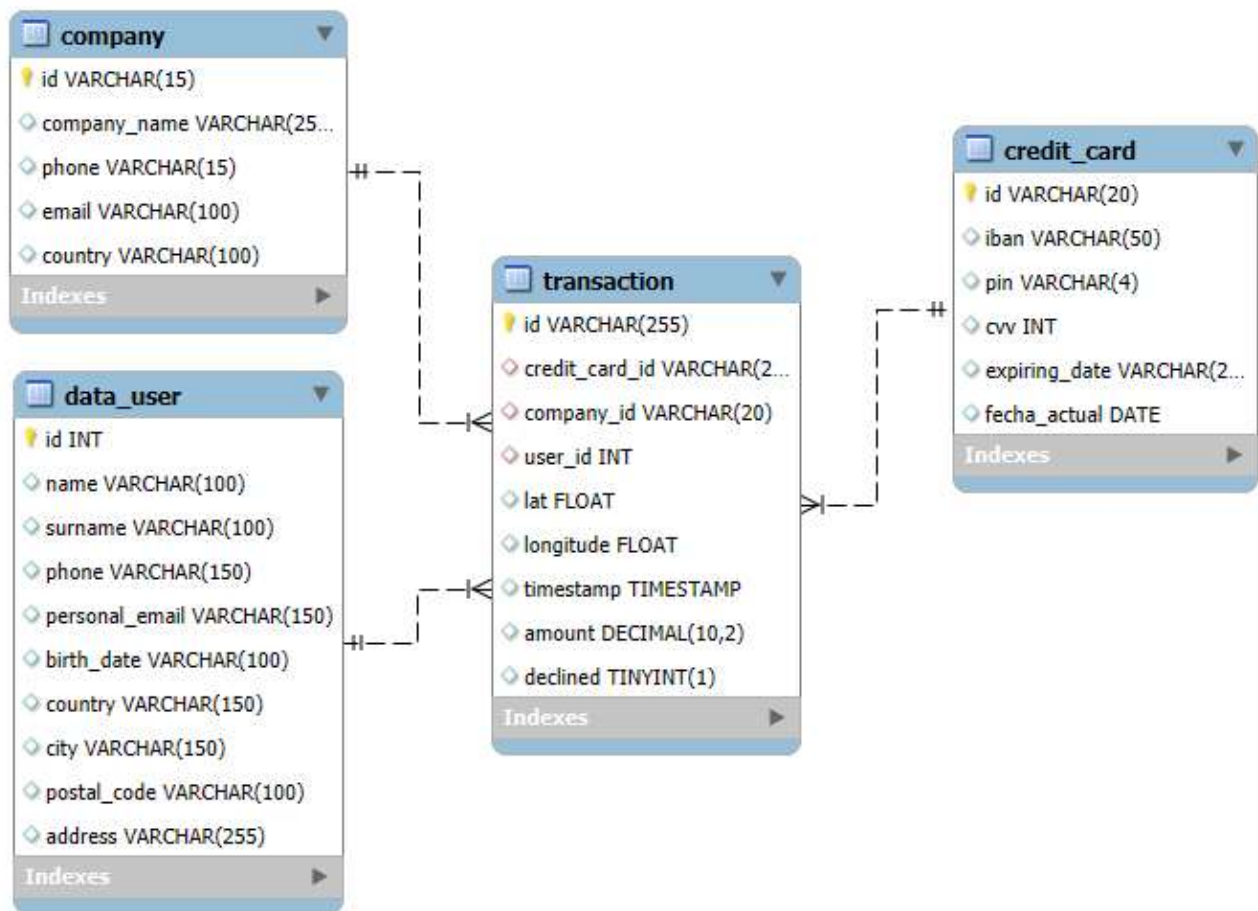 company
id VARCHAR(15)
company_name VARCHAR(25...
phone VARCHAR(15)
email VARCHAR(100)
country VARCHAR(100)
Indexes
data_user
id INT
name VARCHAR(100)
surname VARCHAR(100)
phone VARCHAR(150)
personal_email VARCHAR(150)
birth_date VARCHAR(100)
country VARCHAR(150)
city VARCHAR(150)
postal_code VARCHAR(100)
address VARCHAR(255)
Indexes
transaction
id VARCHAR(255)
credit_card_id VARCHAR(2...
company_id VARCHAR(20)
user_id INT
lat FLOAT
longitude FLOAT
timestamp TIMESTAMP
amount DECIMAL(10,2)
declined TINYINT(1)
Indexes
credit_card
id VARCHAR(20)
iban VARCHAR(50)
pin VARCHAR(4)
cvv INT
expiring_date VARCHAR(2...
fecha_actual DATE
Indexes